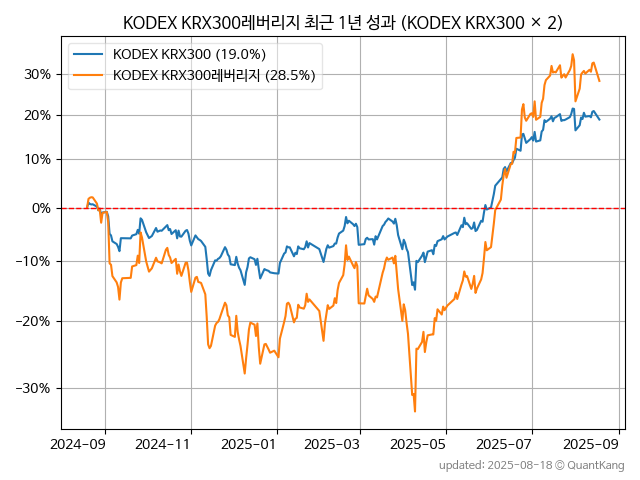 KODEX KRX300레버리지 최근 1년 성과 (KODEX KRX300 × 2)
KODEX KRX300 (19.0%)
KODEX KRX300레버리지 (28.5%)
30%
20%
10%
0%
−10%
−20%
−30%
2024-09 2024-11 2025-01 2025-03 2025-05 2025-07 2025-09
updated: 2025-08-18 © QuantKang